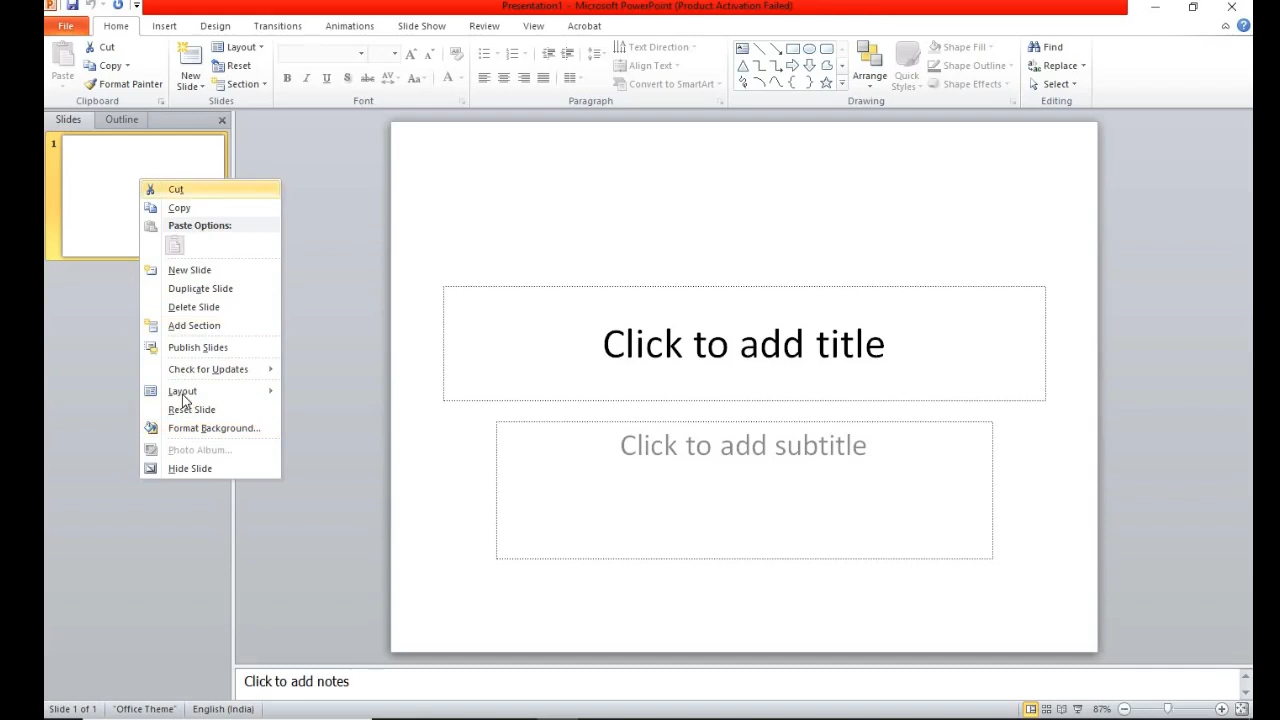 Presentation1 - Microsoft PowerPoint (Product Activation Failed)
File Home Insert Design Transitions Animations Slide Show Review View Acrobat
Paste
Cut
Copy
Format Painter
Clipboard
New
Slide
Layout
Reset
Section
Slides
Font
Paragraph
Text Direction
Align Text
Convert to SmartArt
Arrange
Quick
Styles
Shape Fill
Shape Outline
Shape Effects
Drawing
Find
Replace
Select
Editing
Slides Outline
1
Cut
Copy
Paste Options:
New Slide
Duplicate Slide
Delete Slide
Add Section
Publish Slides
Check for Updates
Layout
Reset Slide
Format Background...
Photo Album...
Hide Slide
Click to add title
Click to add subtitle
Click to add notes
Slide 1 of 1 "Office Theme" English (India) 87%